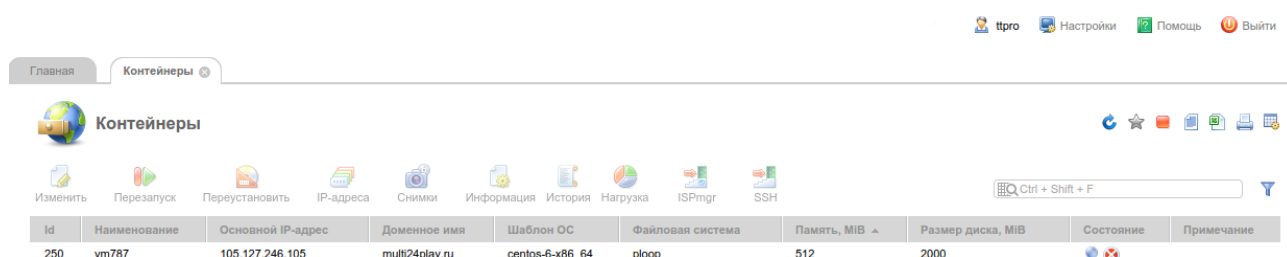 ttpro Настройки Помощь Выйти
Главная Контейнеры
Контейнеры
Изменить Перезапуск Переустановить IP-адреса Снимки Информация История Нагрузка ISPmgr SSH Ctrl + Shift + F
Id Наименование Основной IP-адрес Доменное имя Шаблон ОС Файловая система Память, MiB Размер диска, MiB Состояние Примечание
250 vm787 105.127.246.105 multi24play.ru centos-6-x86_64 ploop 512 2000